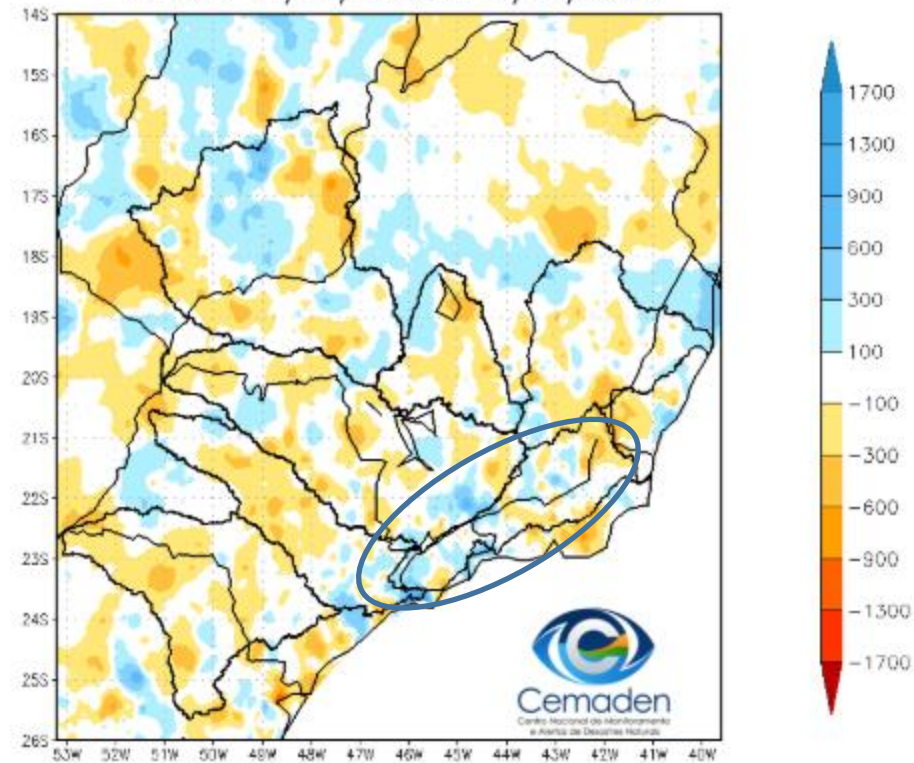 14S
15S
16S
17S
18S
19S
20S
21S
22S
23S
24S
25S
26S
53W 52W 51W 50W 49W 48W 47W 46W 45W 44W 43W 42W 41W 40W
1700
1300
900
600
300
100
-100
-300
-600
-900
-1300
-1700
Cemaden
Centro Nacional de Monitoramento
e Alertas de Desastres Naturais